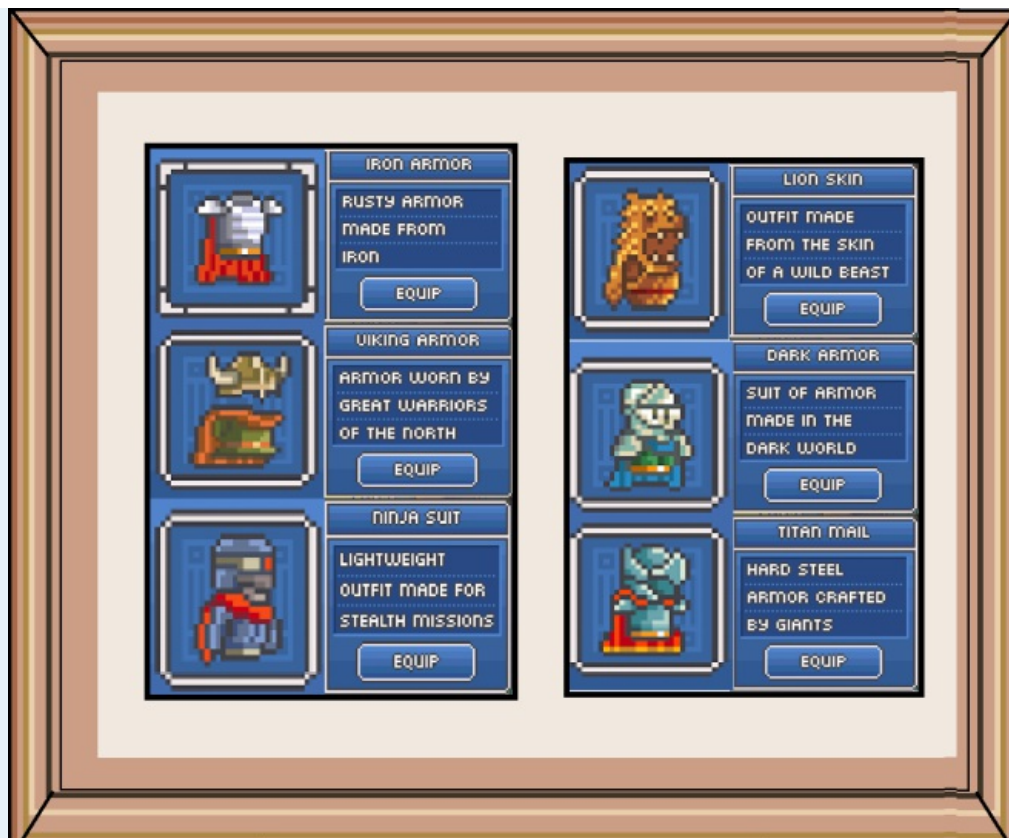 IRON ARMOR
RUSTY ARMOR
MADE FROM
IRON
EQUIP
VIKING ARMOR
ARMOR WORN BY
GREAT WARRIORS
OF THE NORTH
EQUIP
NINJA SUIT
LIGHTWEIGHT
OUTFIT MADE FOR
STEALTH MISSIONS
EQUIP
LION SKIN
OUTFIT MADE
FROM THE SKIN
OF A WILD BEAST
EQUIP
DARK ARMOR
SUIT OF ARMOR
MADE IN THE
DARK WORLD
EQUIP
TITAN MAIL
HARD STEEL
ARMOR CRAFTED
BY GIANTS
EQUIP